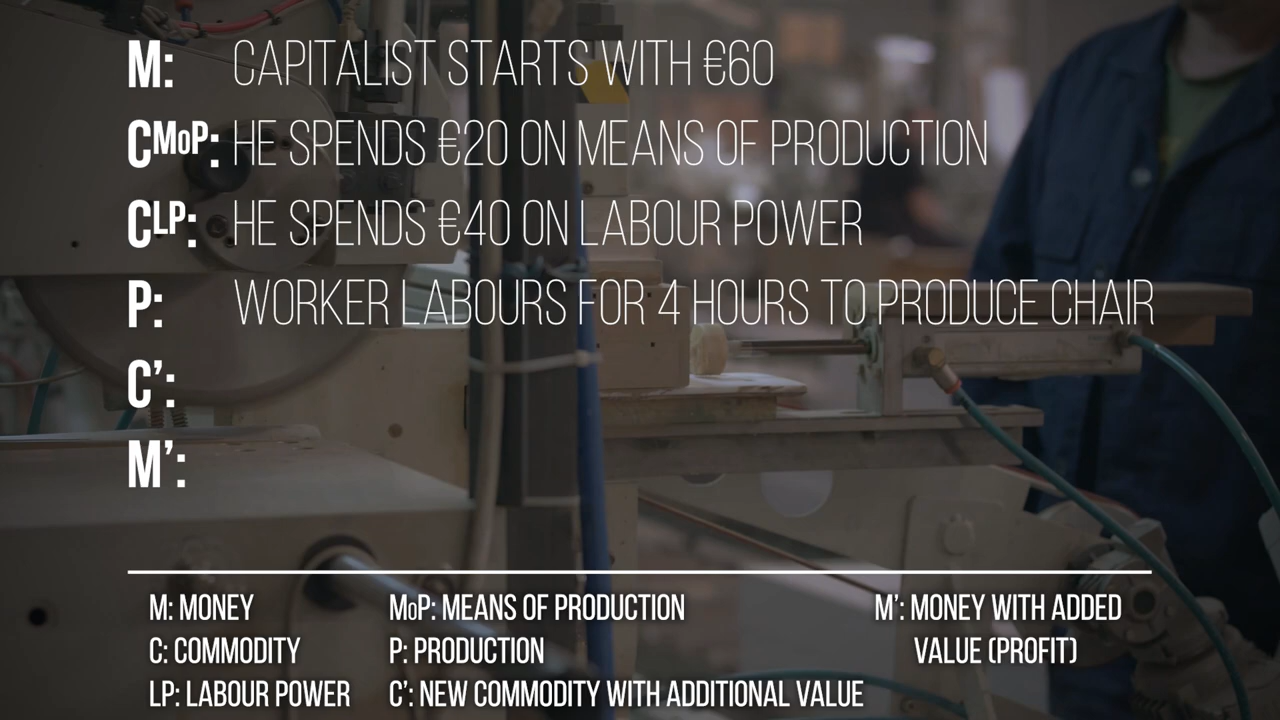 M: CAPITALIST STARTS WITH €60
CMoP: HE SPENDS €20 ON MEANS OF PRODUCTION
CLP: HE SPENDS €40 ON LABOUR POWER
P: WORKER LABOURS FOR 4 HOURS TO PRODUCE CHAIR
C’:
M’:
M: MONEY
C: COMMODITY
LP: LABOUR POWER
MoP: MEANS OF PRODUCTION
P: PRODUCTION
C’: NEW COMMODITY WITH ADDITIONAL VALUE
M’: MONEY WITH ADDED
VALUE (PROFIT)